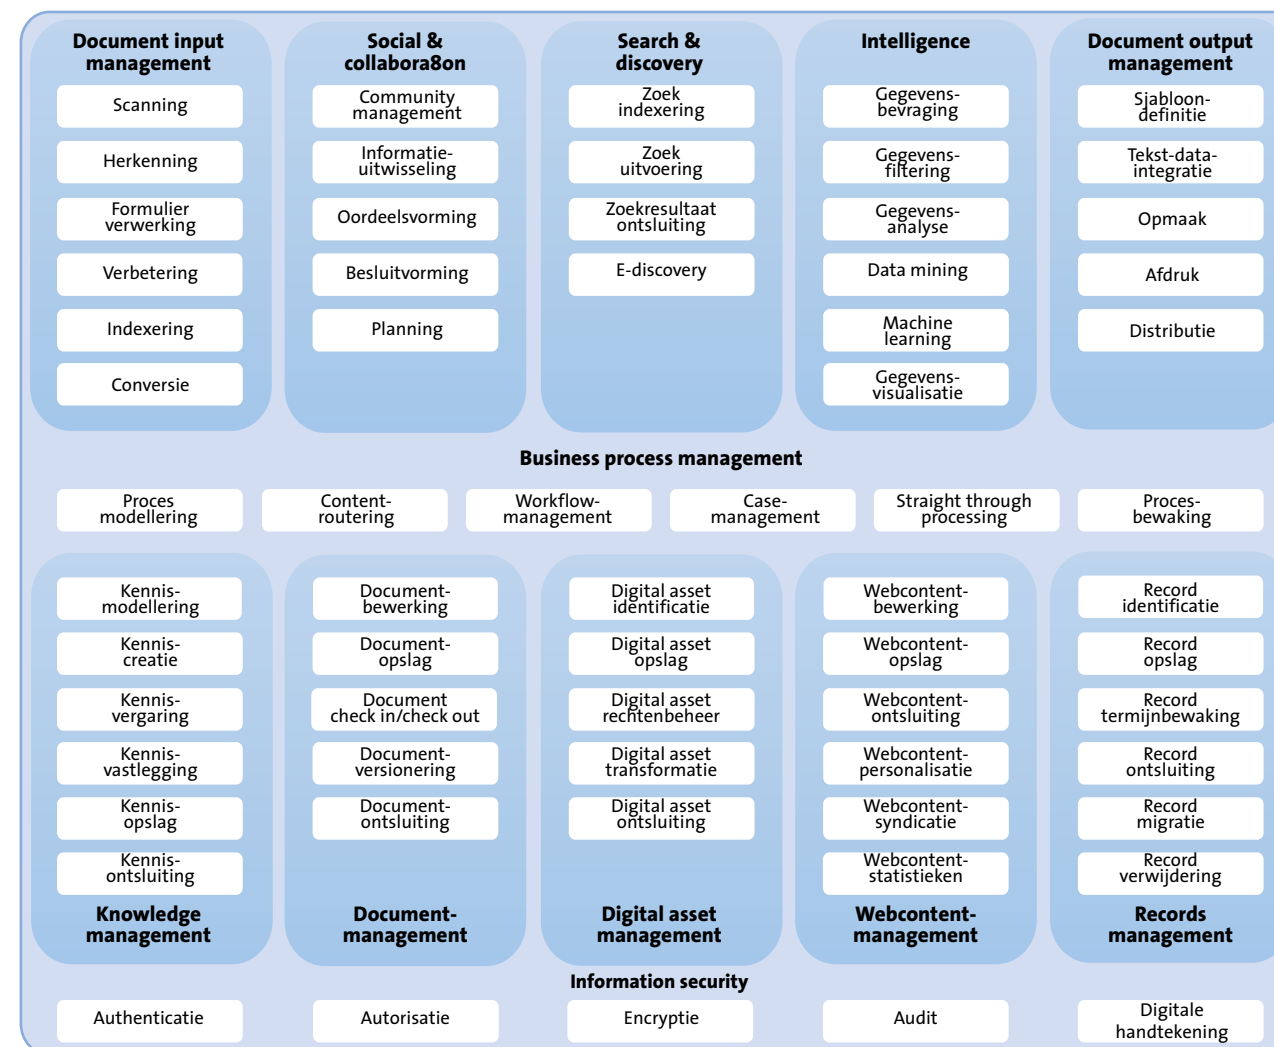 Document input
management
Scanning
Herkenning
Formulier
verwerking
Verbetering
Indexering
Conversie
Social &
collabora8on
Community
management
Informatie-
uitwisseling
Oordeelsvorming
Besluitvorming
Planning
Search &
discovery
Zoek
indexering
Zoek
uitvoering
Zoekresultaat
ontsluiting
E-discovery
Intelligence
Gegevens-
bevraging
Gegevens-
filtering
Gegevens-
analyse
Data mining
Machine
learning
Gegevens-
visualisatie
Document output
management
Sjabloon-
definitie
Tekst-data-
integratie
Opmaak
Afdruk
Distributie
Business process management
Proces
modellering
Content-
routering
Workflow-
management
Case-
management
Straight through
processing
Proces-
bewaking
Kennis-
modellering
Kennis-
creatie
Kennis-
vergaring
Kennis-
vastlegging
Kennis-
opslag
Kennis-
ontsluiting
Knowledge
management
Document-
bewerking
Document-
opslag
Document
check in/check out
Document-
versionering
Document-
ontsluiting
Document-
management
Digital asset
identificatie
Digital asset
opslag
Digital asset
rechtenbeheer
Digital asset
transformatie
Digital asset
ontsluiting
Digital asset
management
Webcontent-
bewerking
Webcontent-
opslag
Webcontent-
ontsluiting
Webcontent-
personalisatie
Webcontent-
syndicatie
Webcontent-
statistieken
Webcontent-
management
Record
identificatie
Record
opslag
Record
termijnbewaking
Record
ontsluiting
Record
migratie
Record
verwijdering
Records
management
Information security
Authenticatie
Autorisatie
Encryptie
Audit
Digitale
handtekening